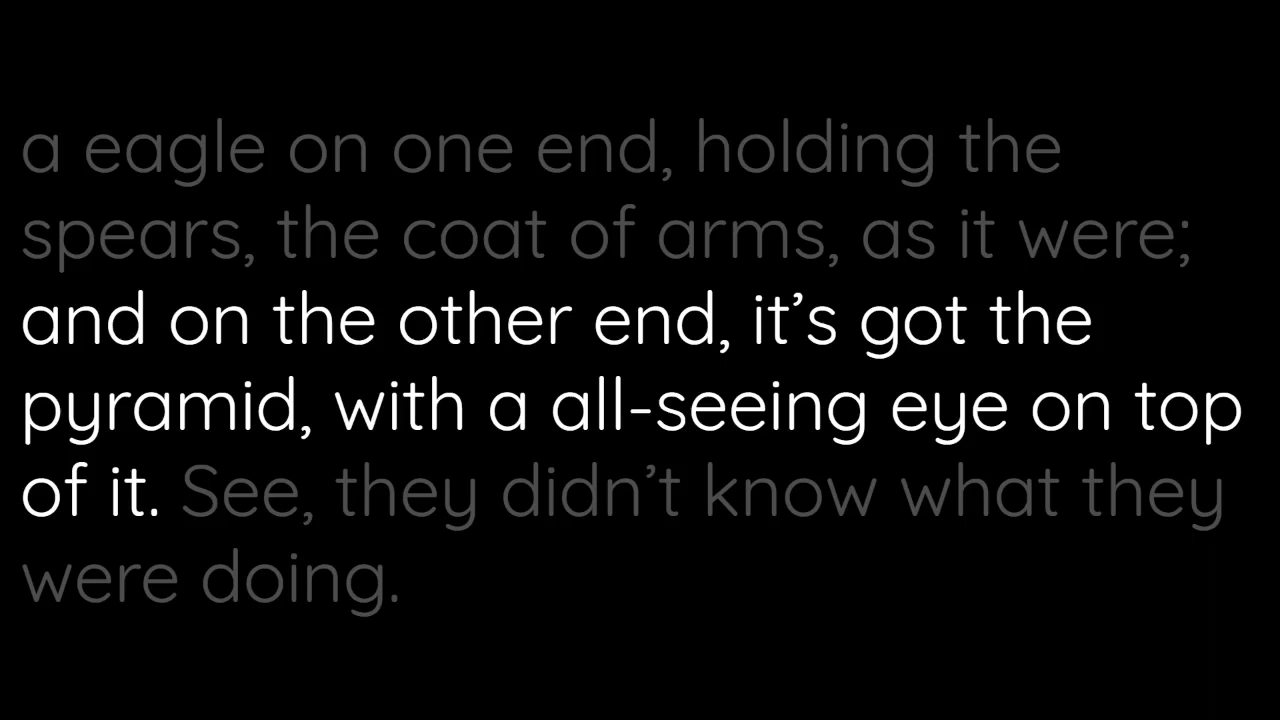 a eagle on one end, holding the
spears, the coat of arms, as it were;
and on the other end, it’s got the
pyramid, with a all-seeing eye on top
of it. See, they didn’t know what they
were doing.